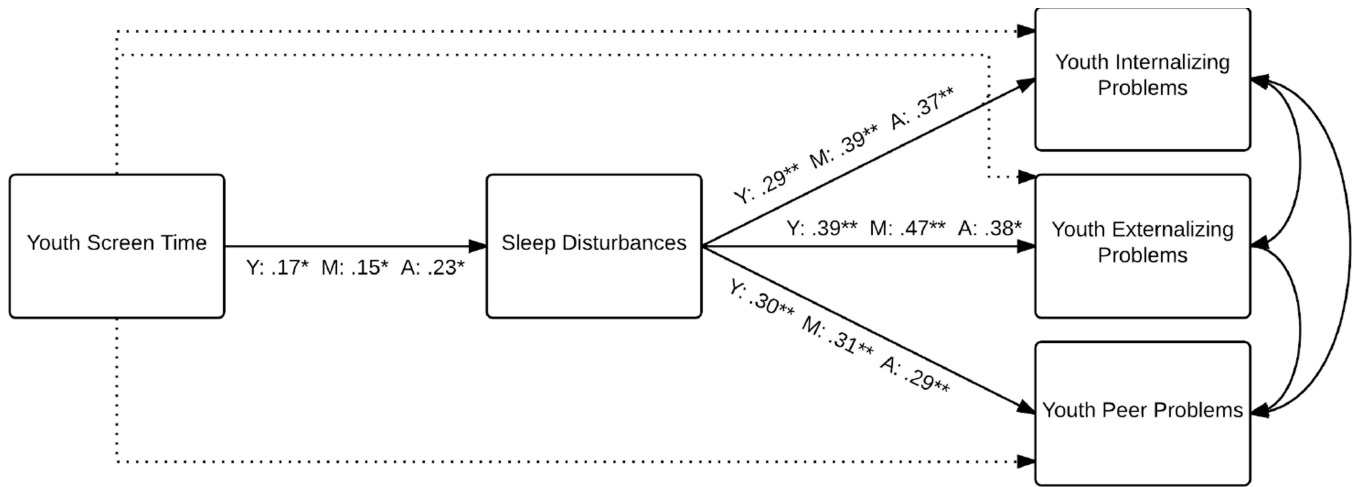 Youth Internalizing
Problems
Y: .29** M: .39** A: .37**
Youth Screen Time
Y: .17* M: .15* A: .23*
Sleep Disturbances
Y: .39** M: .47** A: .38*
Youth Externalizing
Problems
Y: .30** M: .31** A: .29**
Youth Peer Problems